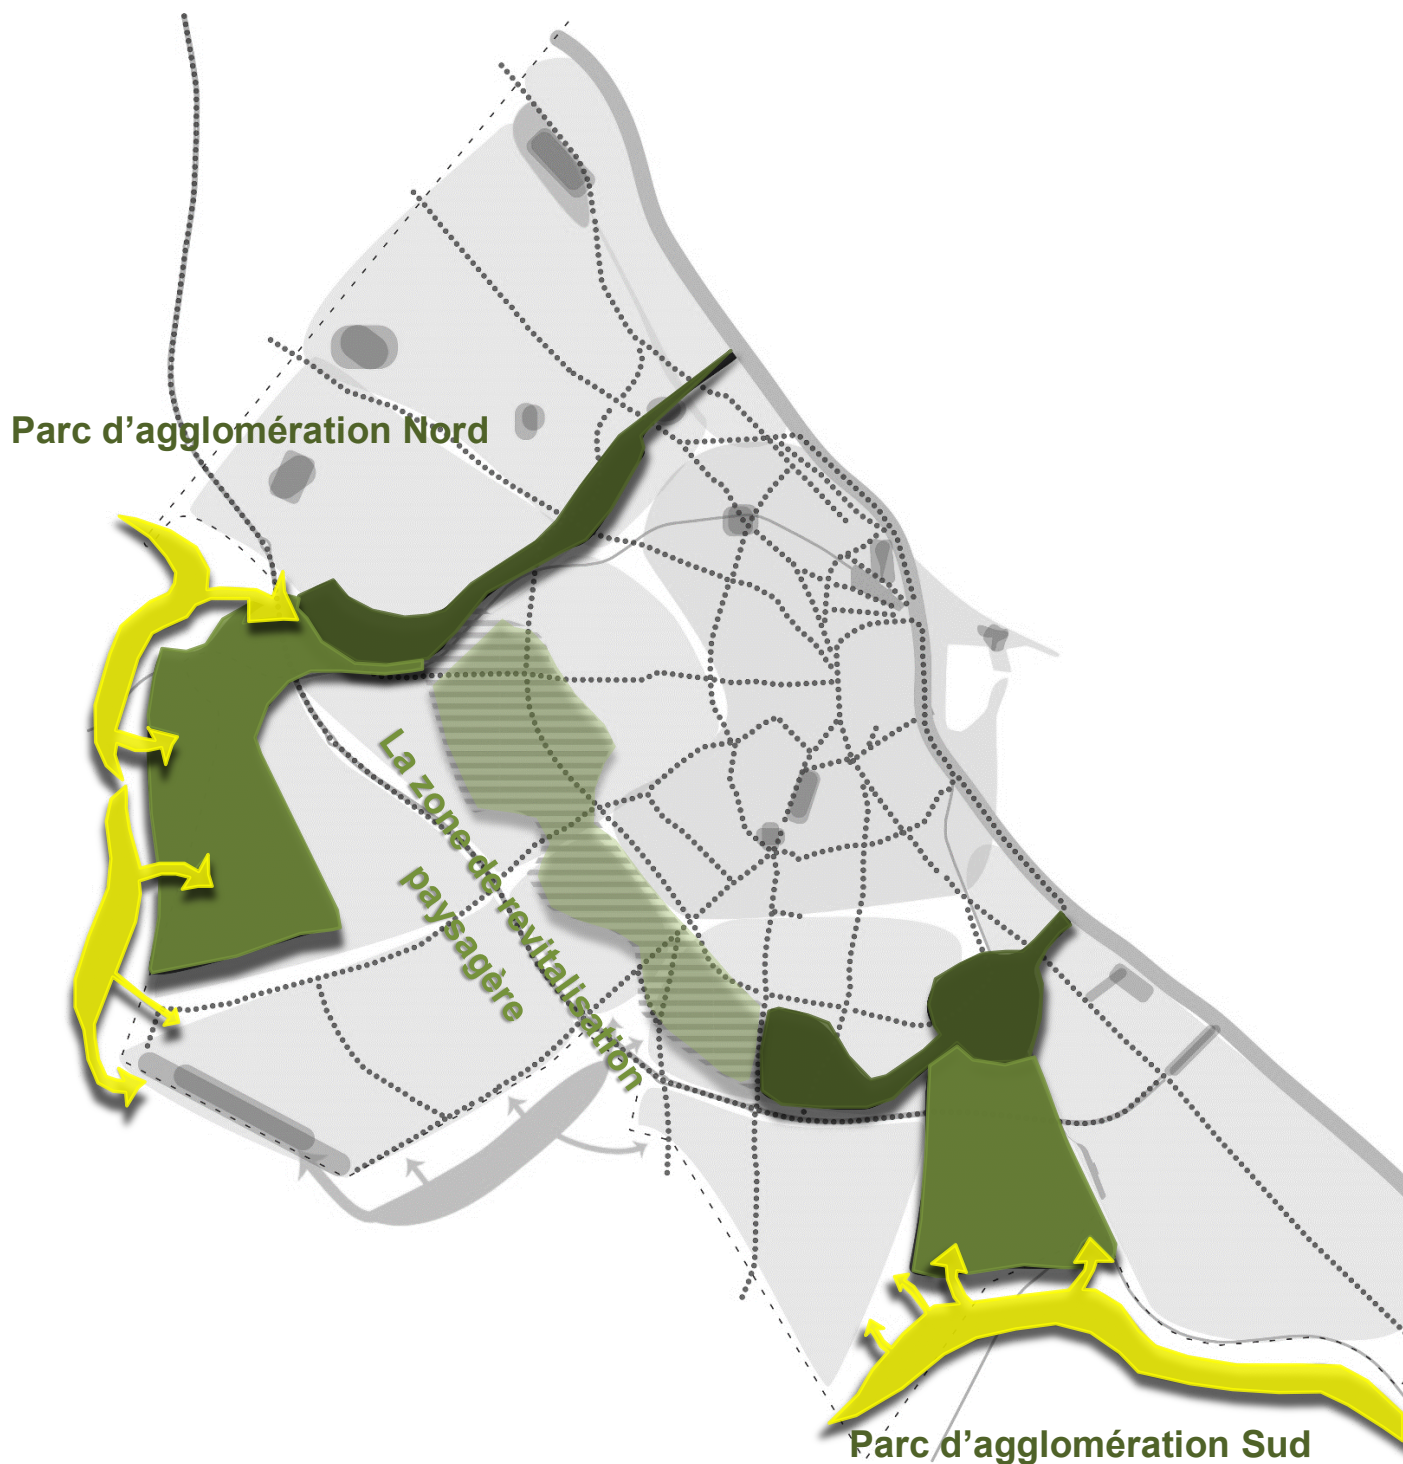 Parc d’agglomération Nord
La zone de revitalisation
paysagère
Parc d’agglomération Sud